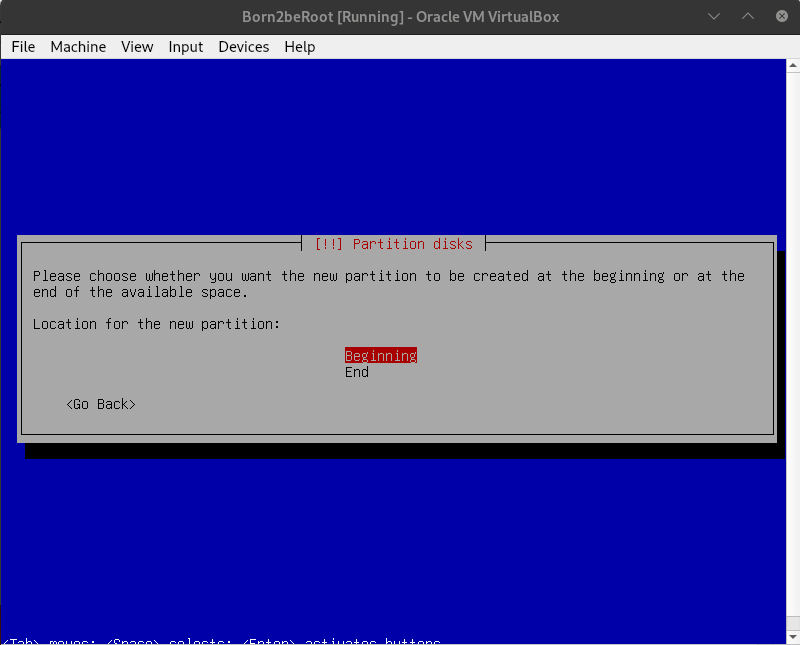 Born2beRoot [Running] - Oracle VM VirtualBox
File Machine View Input Devices Help
[!!] Partition disks
Please choose whether you want the new partition to be created at the beginning or at the
end of the available space.
Location for the new partition:
Beginning
End
<Go Back>
<Tab> moves; <Space> selects; <Enter> activates buttons